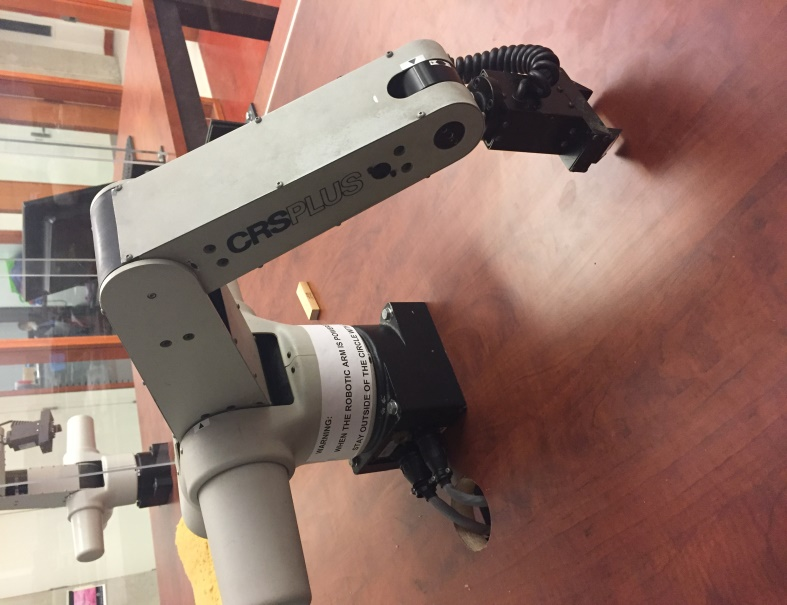 CRSPLUS
WARNING:
WHEN THE ROBOTIC ARM IS
STAY OUTSIDE OF THE CIRCLE